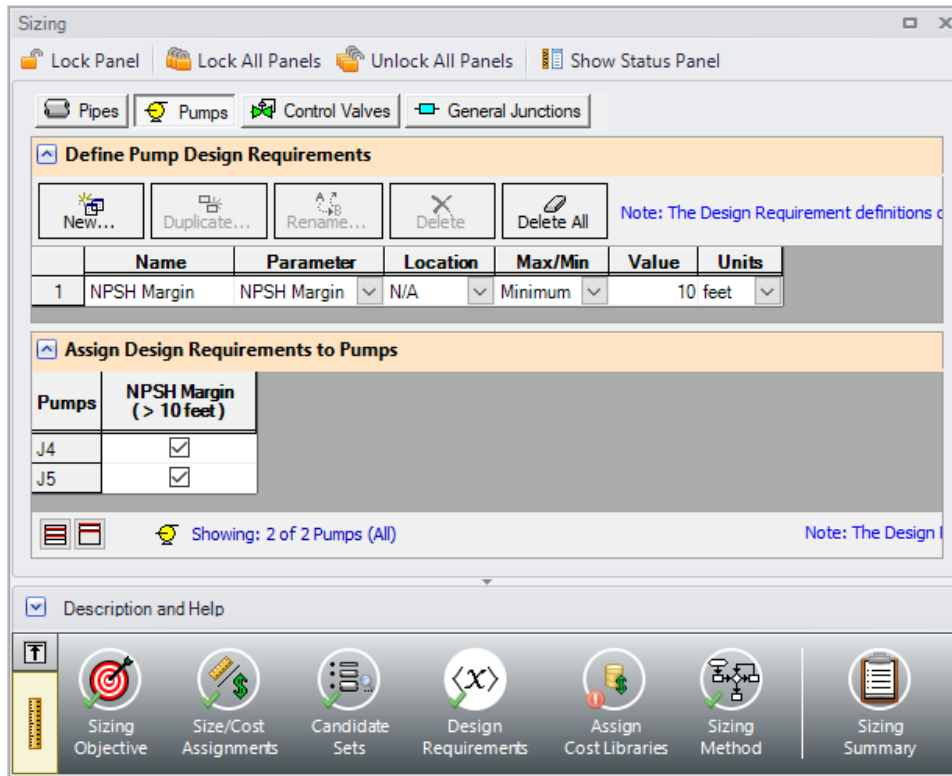 Sizing
Lock Panel Lock All Panels Unlock All Panels Show Status Panel
Pipes Pumps Control Valves General Junctions
Define Pump Design Requirements
New... Duplicate... Rename... Delete Delete All Note: The Design Requirement definitions
Name Parameter Location Max/Min Value Units
1 NPSH Margin NPSH Margin N/A Minimum 10 feet
Assign Design Requirements to Pumps
Pumps NPSH Margin
( > 10 feet )
J4
J5
Showing: 2 of 2 Pumps (All) Note: The Design
Description and Help
Sizing Size/Cost Candidate Design Assign Sizing Sizing
Objective Assignments Sets Requirements Cost Libraries Method Summary